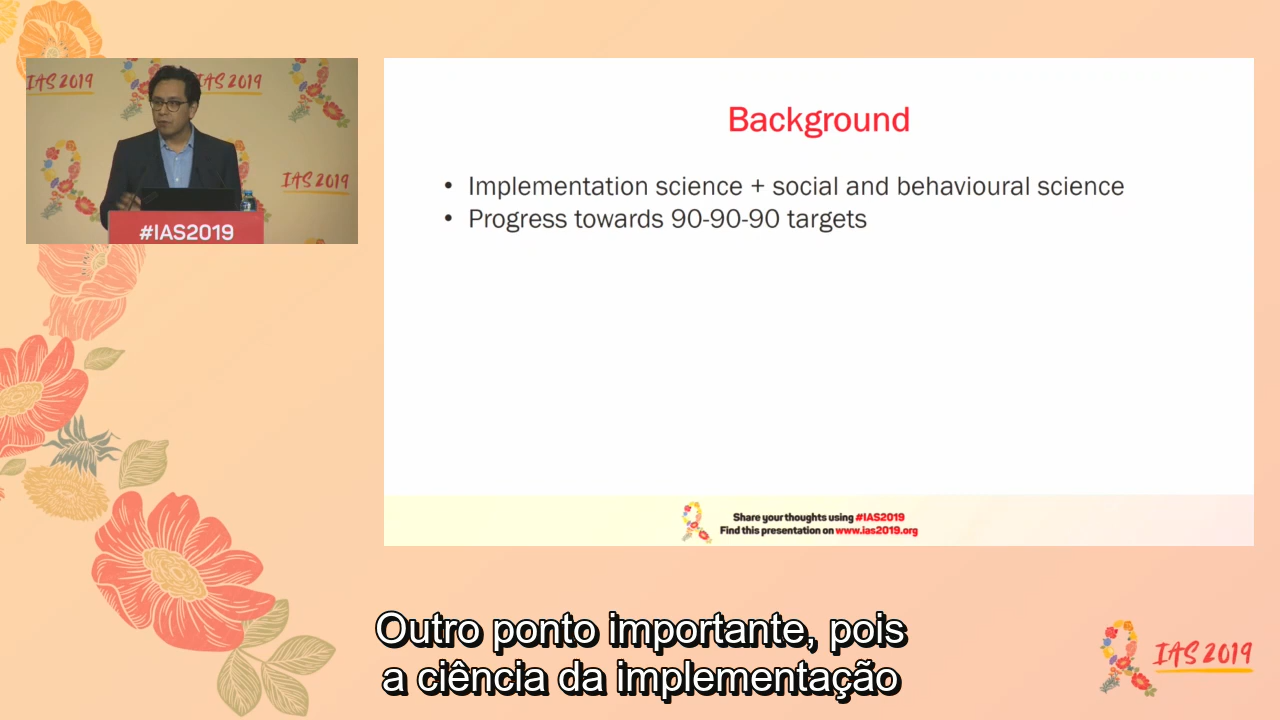 IAS 2019
IAS 2019
IAS 2019
#IAS2019
Background
• Implementation science + social and behavioural science
• Progress towards 90-90-90 targets
Share your thoughts using #IAS2019
Find this presentation on www.ias2019.org
Outro ponto importante, pois
a ciência da implementação
IAS 2019